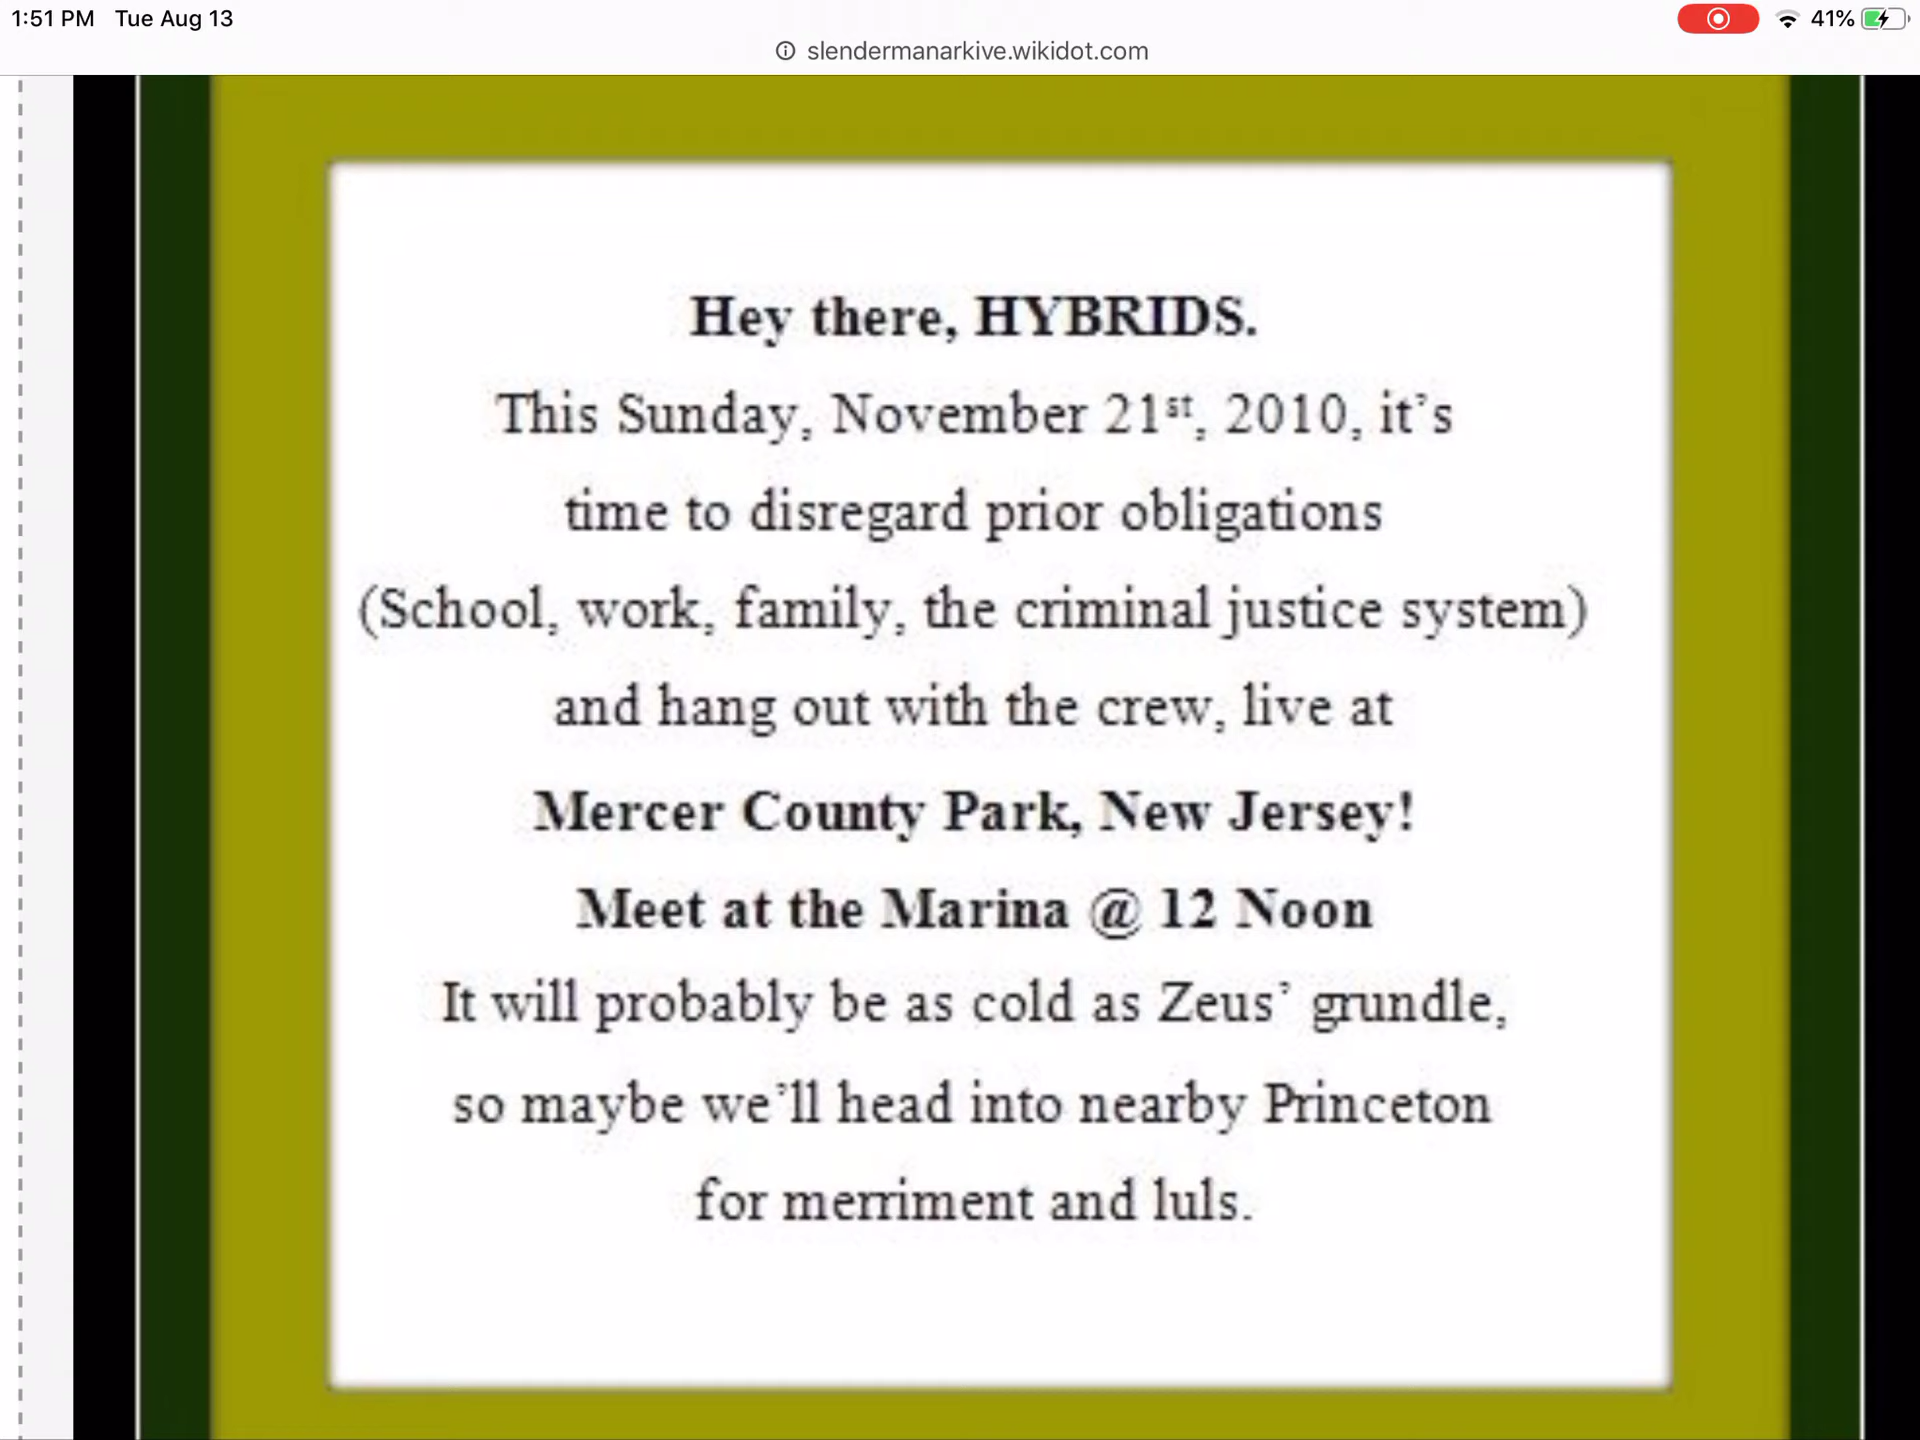 1:51 PM Tue Aug 13
41%
slendermanarkive.wikidot.com
Hey there, HYBRIDS.
This Sunday, November 21st, 2010, it’s
time to disregard prior obligations
(School, work, family, the criminal justice system)
and hang out with the crew, live at
Mercer County Park, New Jersey!
Meet at the Marina @ 12 Noon
It will probably be as cold as Zeus’ grundle,
so maybe we’ll head into nearby Princeton
for merriment and luls.